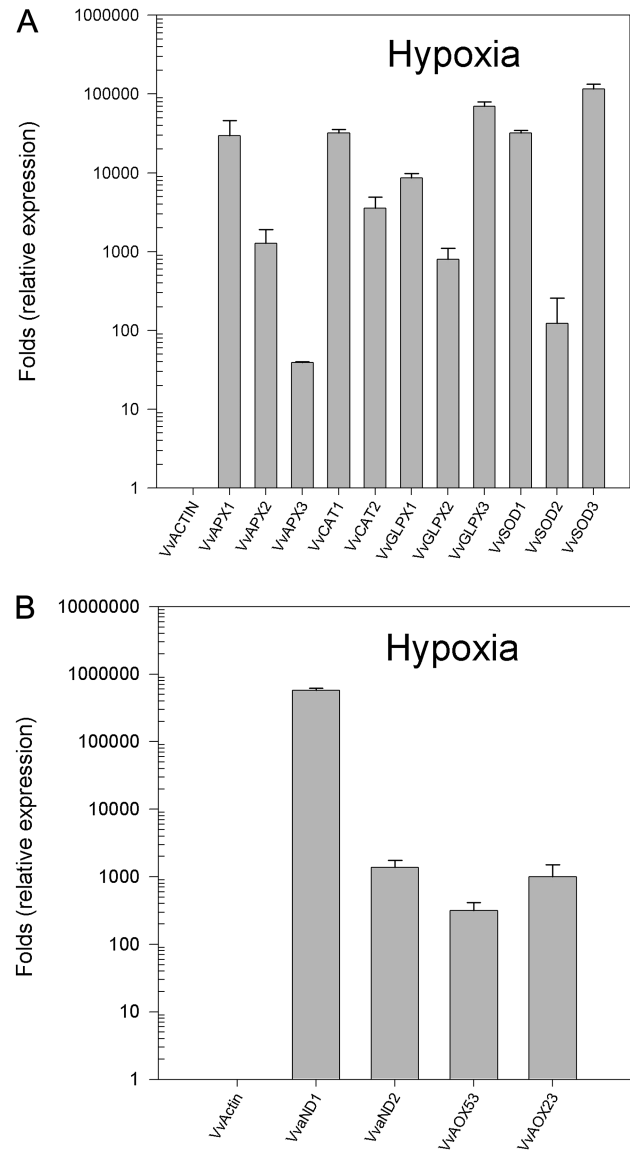 A
Hypoxia
Folds (relative expression)
1000000
100000
10000
1000
100
10
1
VvACTIN
VvAPX1
VvAPX2
VvAPX3
VvCAT1
VvCAT2
VvGLPX1
VvGLPX2
VvGLPX3
VvSOD1
VvSOD2
VvSOD3
B
Hypoxia
Folds (relative expression)
10000000
1000000
100000
10000
1000
100
10
1
VvActin
VvaND1
VvaND2
VvAOX53
VvAOX23